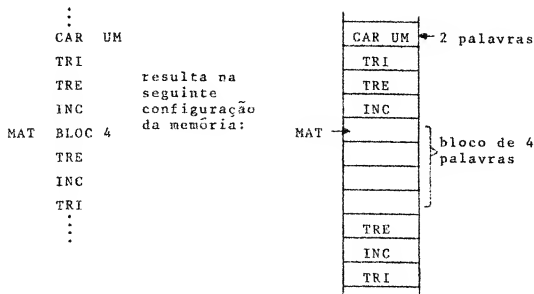 CAR UM
TRI
TRE
INC
MAT BLOC 4
TRE
INC
TRI
resulta na
seguinte
configuração
da memória:
CAR UM
2 palavras
TRI
TRE
INC
MAT
bloco de 4
palavras
TRE
INC
TRI